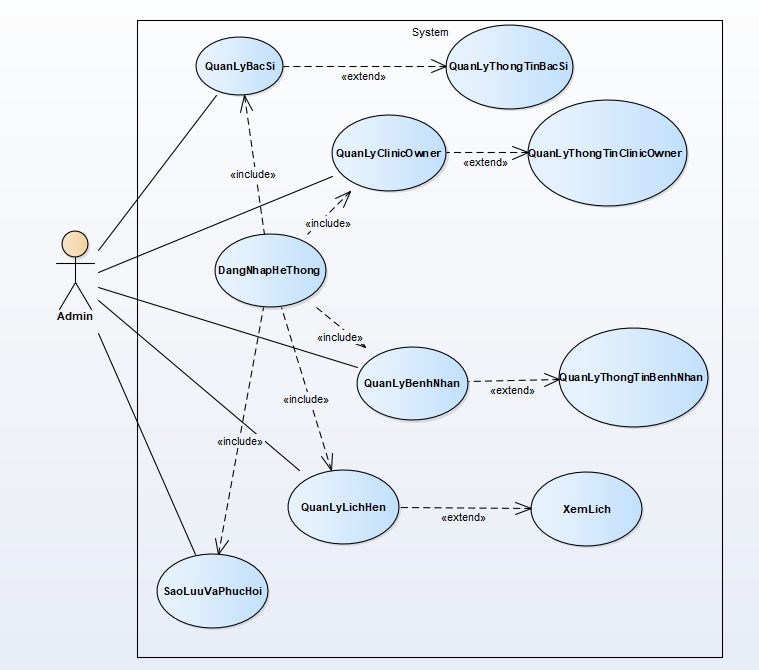 System
QuanLyBacSi
«extend»
QuanLyThongTinBacSi
QuanLyClinicOwner
«extend»
QuanLyThongTinClinicOwner
«include»
«include»
DangNhapHeThong
Admin
«include»
QuanLyBenhNhan
«extend»
QuanLyThongTinBenhNhan
«include»
«include»
QuanLyLichHen
«extend»
XemLich
SaoLuuVaPhucHoi